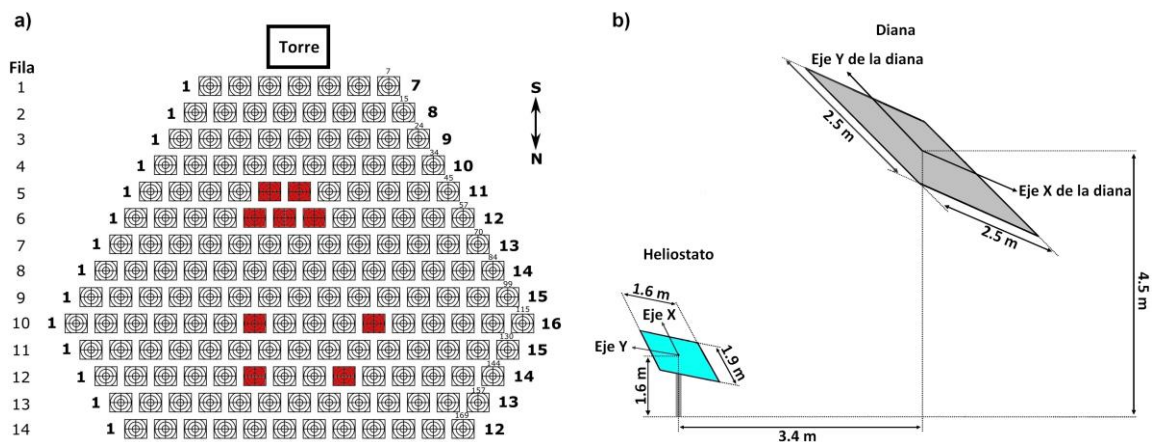 a)
Torre
Fila
S
N
1 1 7 7
2 1 15 8
3 1 24 9
4 1 34 10
5 1 45 11
6 1 57 12
7 1 70 13
8 1 84 14
9 1 99 15
10 1 115 16
11 1 130 15
12 1 144 14
13 1 157 13
14 1 169 12
b)
Diana
Eje Y de la diana
2.5 m
Eje X de la diana
2.5 m
4.5 m
Heliostato
1.6 m
Eje X
Eje Y
1.9 m
1.6 m
3.4 m